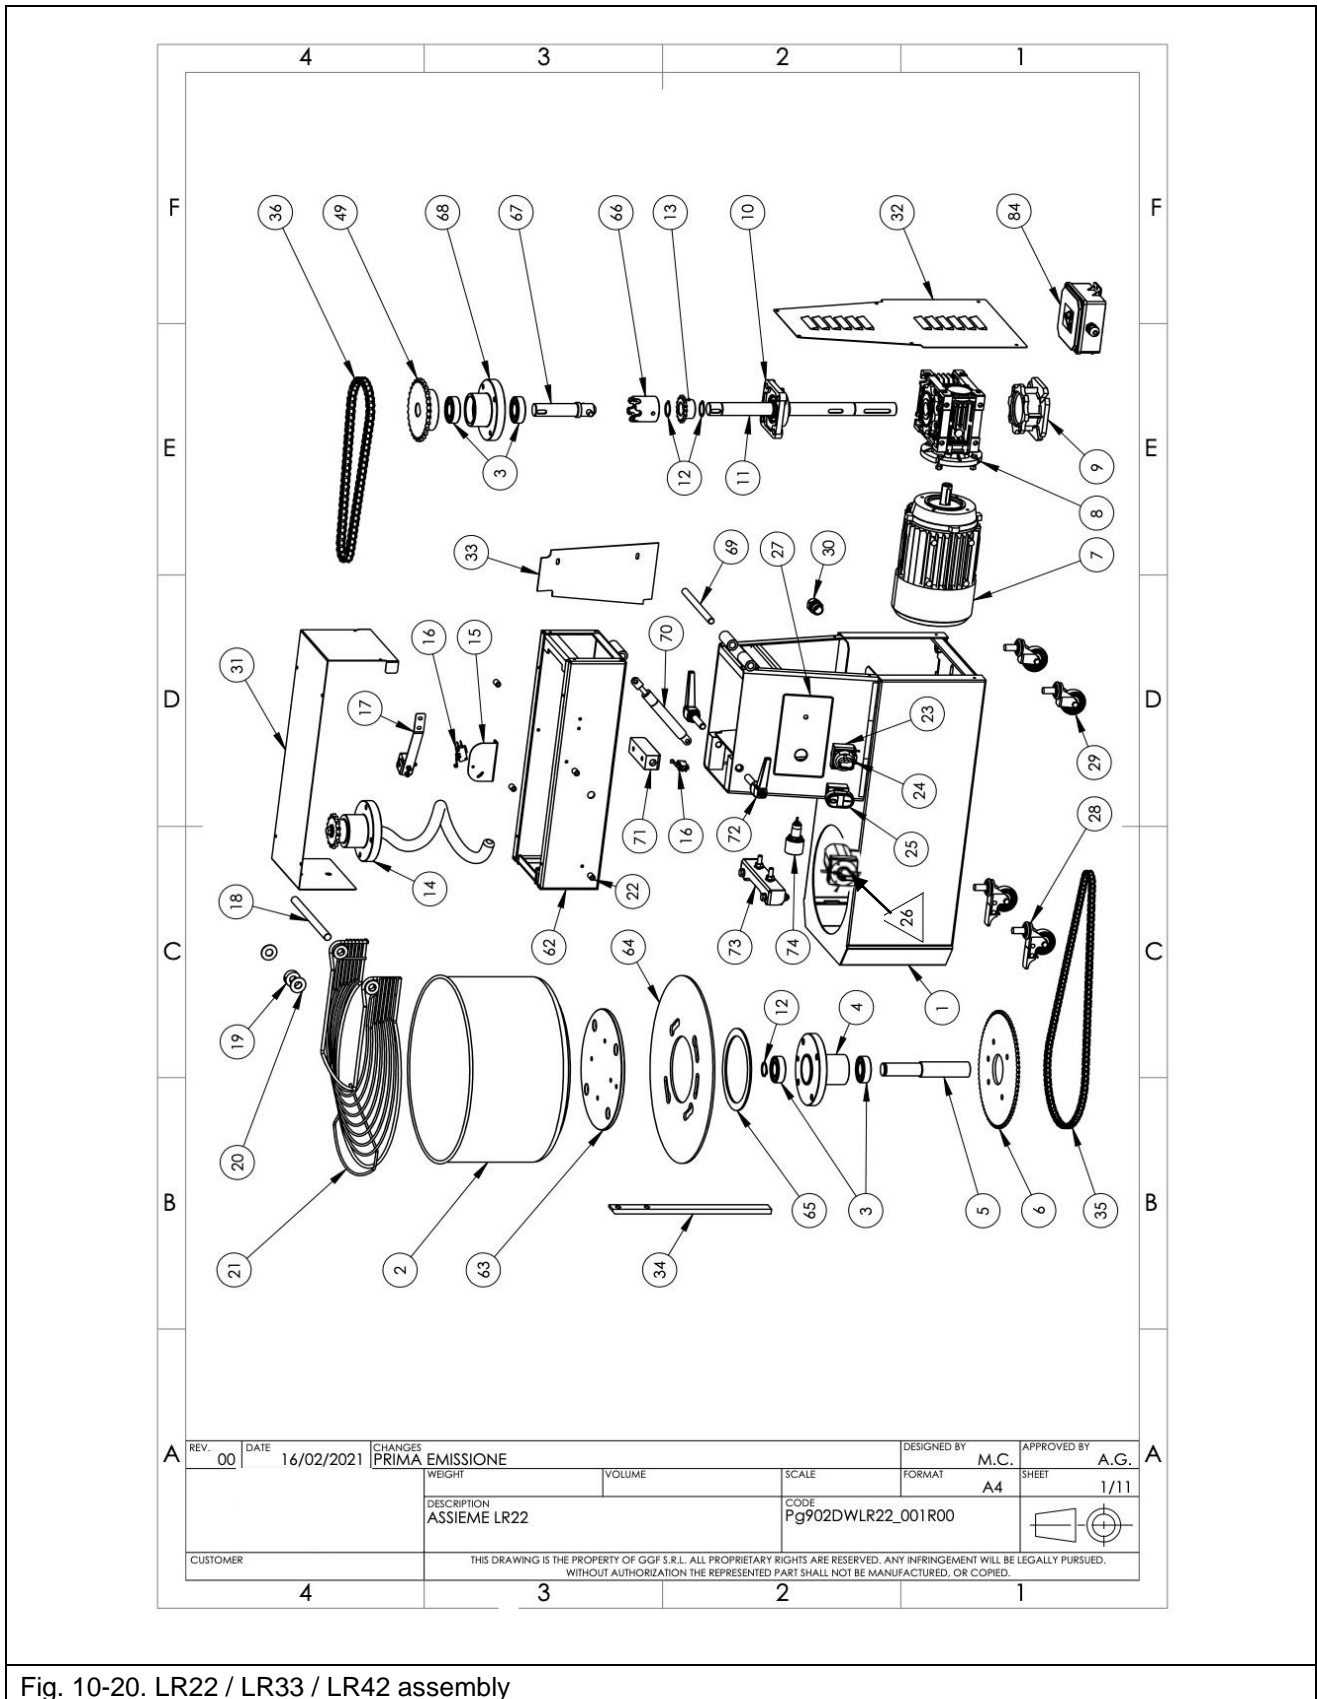 4 3 2 1
F F
36 49 68 67 66 13 10 32 84
E E
3 12 11 9
8
33 69 27 30 7
D D
31 17 16 15 70 23
29
24
71 16 72 25 28
14
18 22 26
C C
62 64 73 74
19 12 4 1
20
B B
21 2 63 34 65 3 5 6 35
A A
REV. 00 DATE 16/02/2021 CHANGES PRIMA EMISSIONE DESIGNED BY M.C. APPROVED BY A.G.
WEIGHT VOLUME SCALE FORMAT A4 SHEET 1/11
DESCRIPTION ASSIEME LR22 CODE Pg902DWLR22_001R00
CUSTOMER THIS DRAWING IS THE PROPERTY OF GGF S.R.L. ALL PROPRIETARY RIGHTS ARE RESERVED. ANY INFRINGEMENT WILL BE LEGALLY PURSUED.
WITHOUT AUTHORIZATION THE REPRESENTED PART SHALL NOT BE MANUFACTURED, OR COPIED.
4 3 2 1
Fig. 10-20. LR22 / LR33 / LR42 assembly